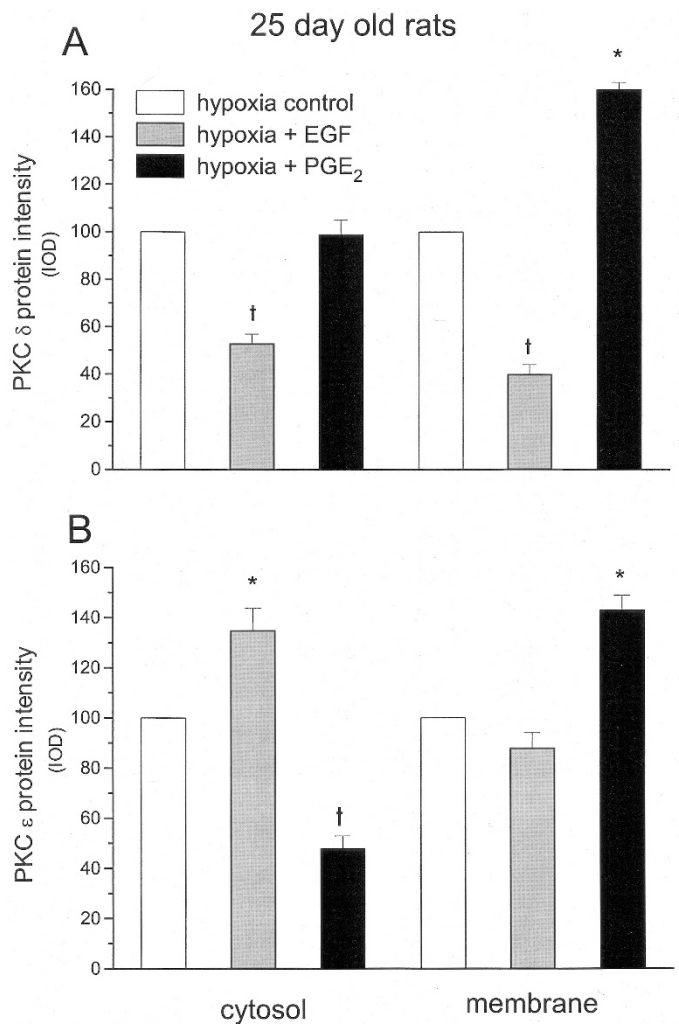 25 day old rats
A
*
160
140
120
100
80
60
40
20
0
PKC δ protein intensity
(IOD)
hypoxia control
hypoxia + EGF
hypoxia + PGE2
†
†
B
160
140
120
100
80
60
40
20
0
PKC ε protein intensity
(IOD)
*
†
*
cytosol
membrane